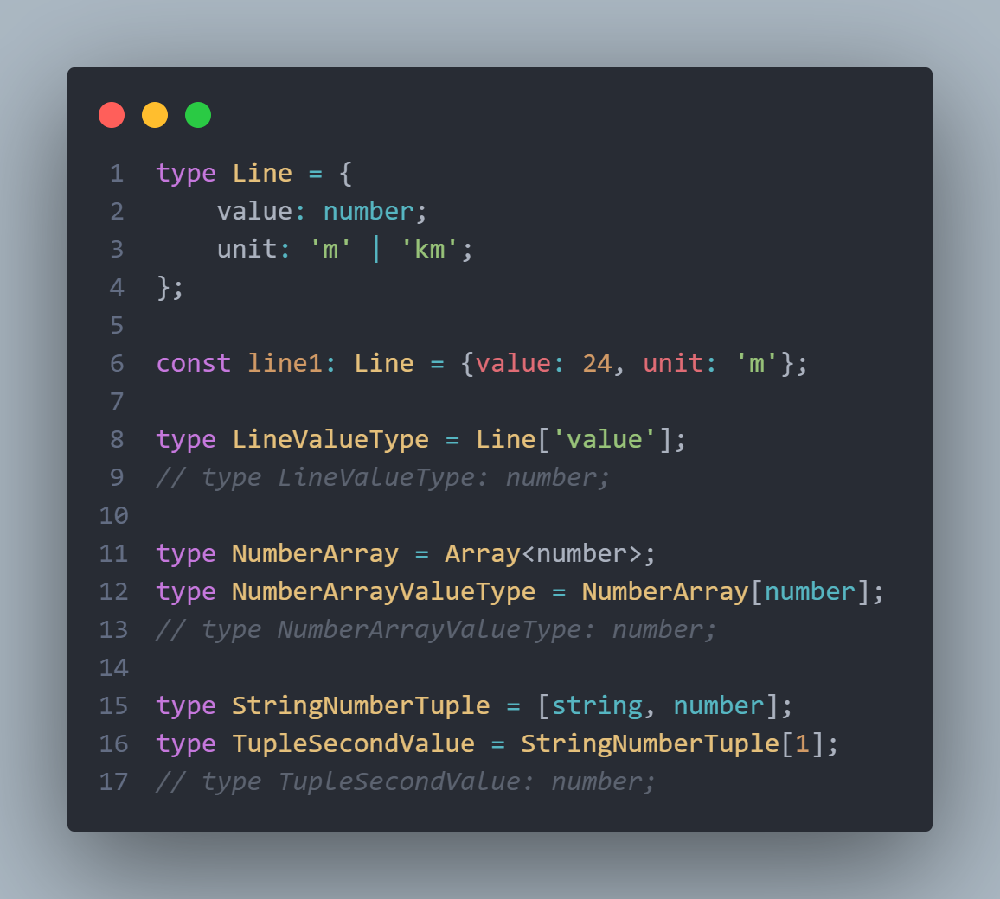 1 type Line = {
2     value: number;
3     unit: 'm' | 'km';
4 };
5
6 const line1: Line = {value: 24, unit: 'm'};
7
8 type LineValueType = Line['value'];
9 // type LineValueType: number;
10
11 type NumberArray = Array<number>;
12 type NumberArrayValueType = NumberArray[number];
13 // type NumberArrayValueType: number;
14
15 type StringNumberTuple = [string, number];
16 type TupleSecondValue = StringNumberTuple[1];
17 // type TupleSecondValue: number;